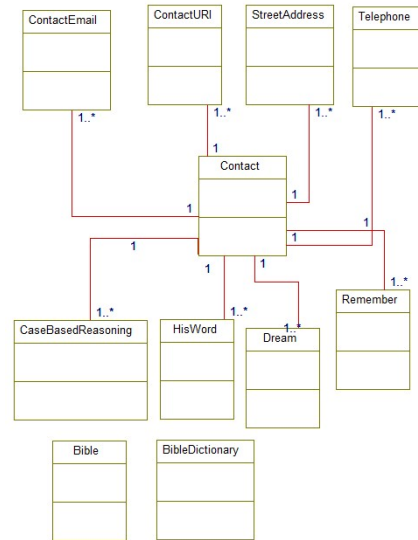 ContactEmail
ContactURI
StreetAddress
Telephone
1..*
1..*
1..*
1..*
1
Contact
1
1
1
1
1
1
1
1..*
1..*
1..*
1..*
CaseBasedReasoning
HisWord
Dream
Remember
Bible
BibleDictionary